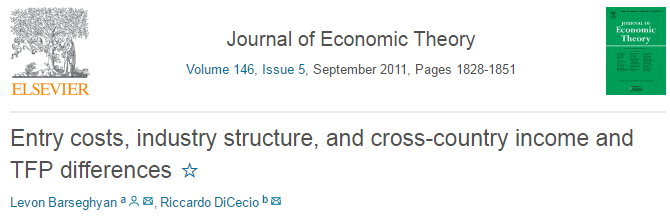 ELSEVIER
Journal of Economic Theory
Volume 146, Issue 5, September 2011, Pages 1828-1851
JOURNAL OF
Economic
Theory
Entry costs, industry structure, and cross-country income and
TFP differences ☆
Levon Barseghyan a, Riccardo DiCecio b